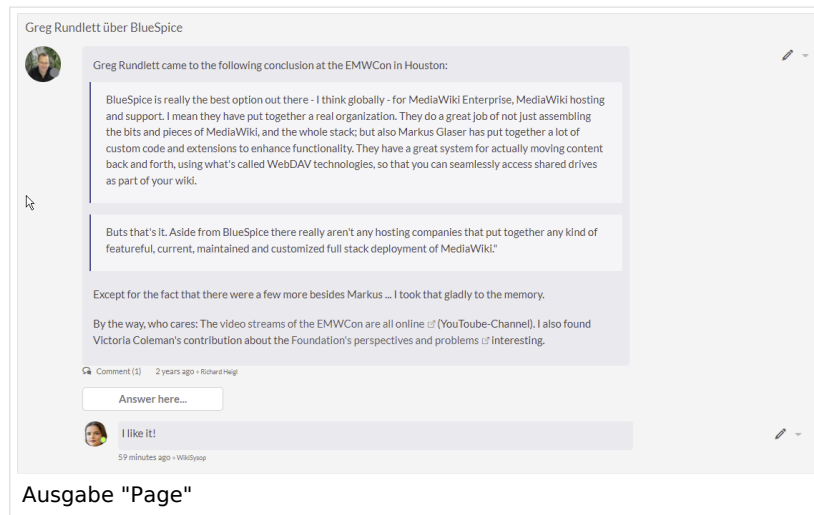 Greg Rundlett über BlueSpice
Greg Rundlett came to the following conclusion at the EMWCon in Houston:
BlueSpice is really the best option out there - I think globally - for MediaWiki Enterprise, MediaWiki hosting
and support. I mean they have put together a real organization. They do a great job of not just assembling
the bits and pieces of MediaWiki, and the whole stack; but also Markus Glaser has put together a lot of
custom code and extensions to enhance functionality. They have a great system for actually moving content
back and forth, using what's called WebDAV technologies, so that you can seamlessly access shared drives
as part of your wiki.
Buts that's it. Aside from BlueSpice there really aren't any hosting companies that put together any kind of
featureful, current, maintained and customized full stack deployment of MediaWiki."
Except for the fact that there were a few more besides Markus ... I took that gladly to the memory.
By the way, who cares: The video streams of the EMWCon are all online (YouToube-Channel). I also found
Victoria Coleman's contribution about the Foundation's perspectives and problems interesting.
Comment (1) 2 years ago • Richard Heigl
Answer here...
I like it!
59 minutes ago • WikiSysop
Ausgabe "Page"